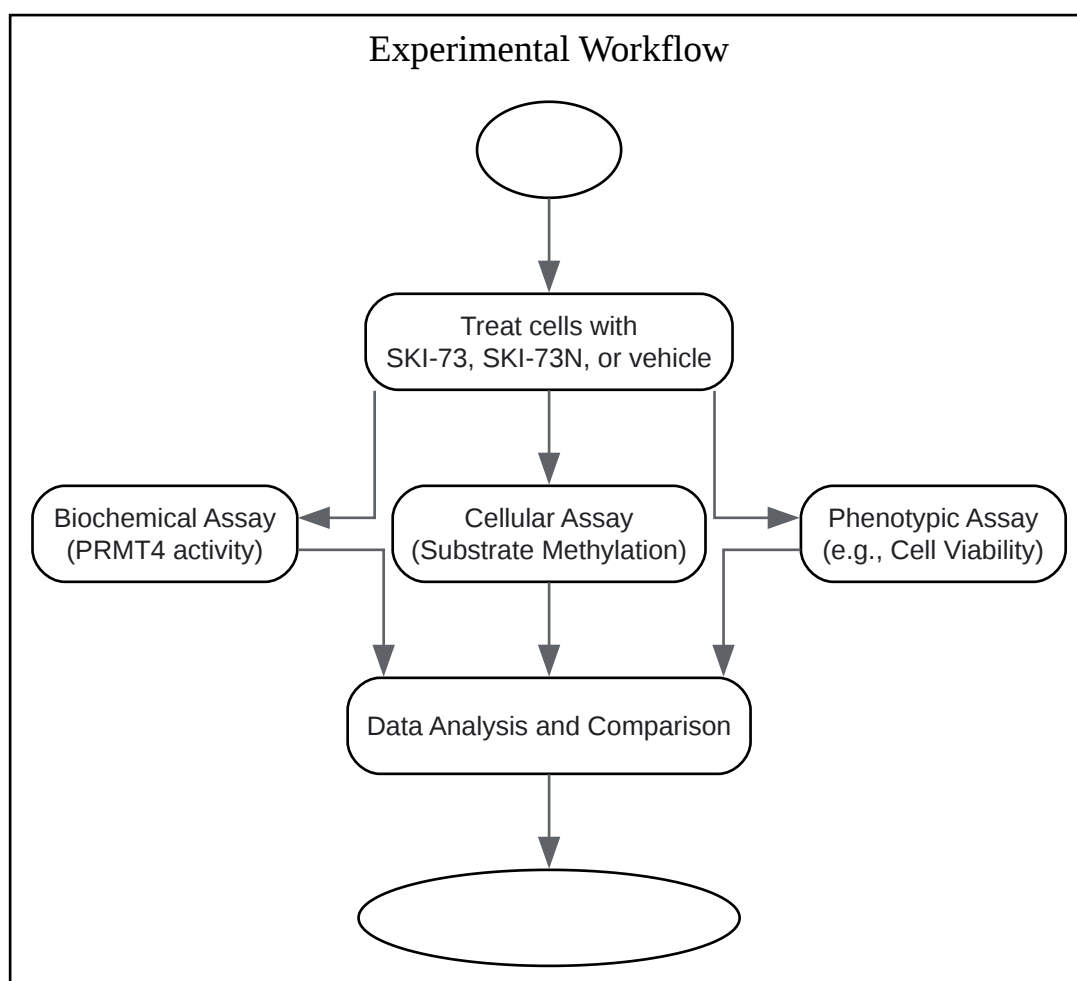 Experimental Workflow
Treat cells with
SKI-73, SKI-73N, or vehicle
Biochemical Assay
(PRMT4 activity)
Cellular Assay
(Substrate Methylation)
Phenotypic Assay
(e.g., Cell Viability)
Data Analysis and Comparison